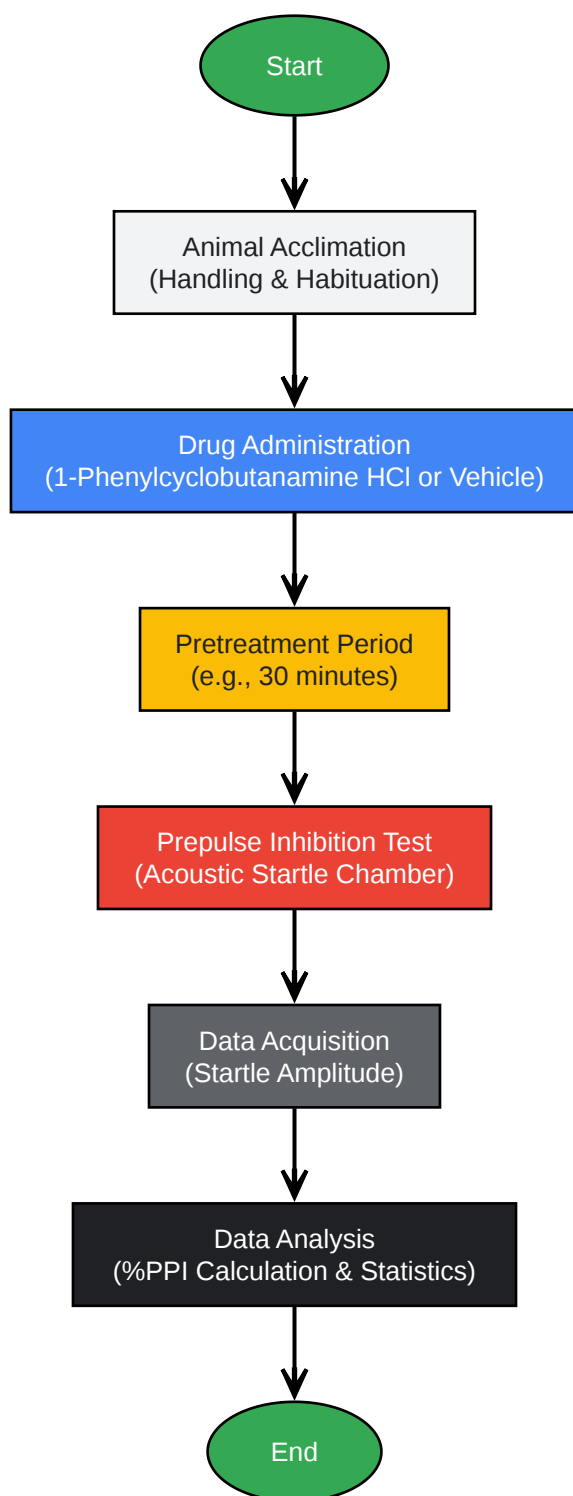 Start
Animal Acclimation
(Handling & Habituation)
Drug Administration
(1-Phenylcyclobutanamine HCl or Vehicle)
Pretreatment Period
(e.g., 30 minutes)
Prepulse Inhibition Test
(Acoustic Startle Chamber)
Data Acquisition
(Startle Amplitude)
Data Analysis
(%PPI Calculation & Statistics)
End